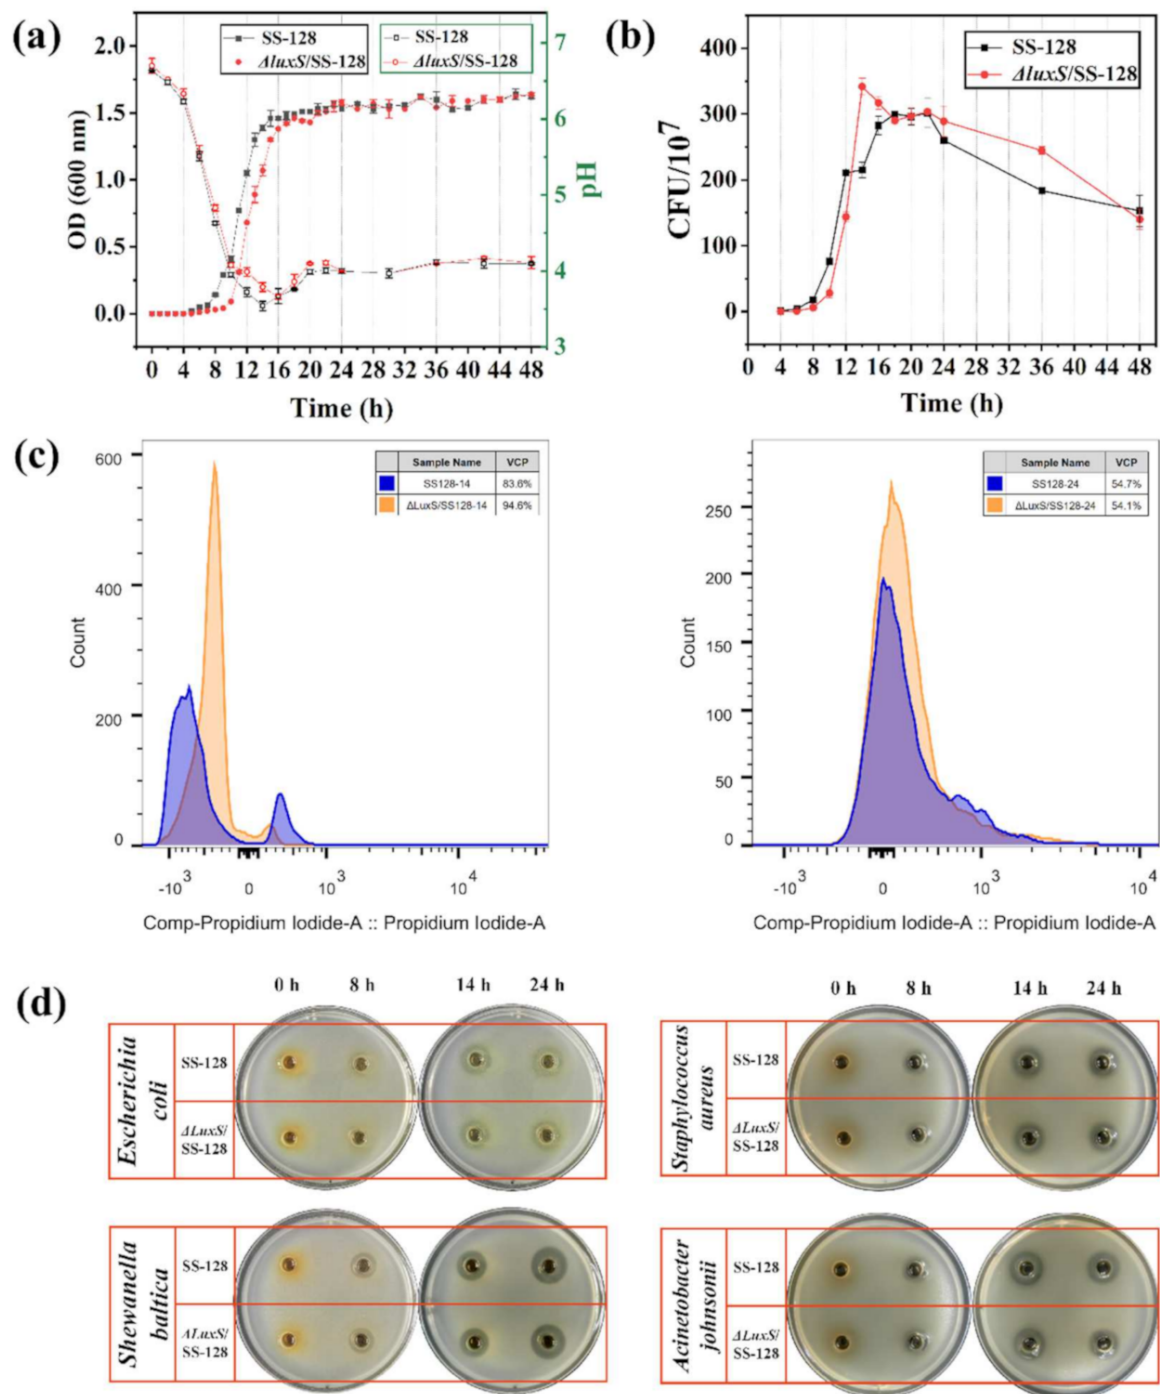 (a)
SS-128
ΔluxS/SS-128
SS-128
ΔluxS/SS-128
2.0
1.5
1.0
0.5
0.0
OD (600 nm)
7
6
5
4
3
pH
0 4 8 12 16 20 24 28 32 36 40 44 48
Time (h)
(b)
SS-128
ΔluxS/SS-128
400
300
200
100
0
CFU/10⁷
0 4 8 12 16 20 24 28 32 36 40 44 48
Time (h)
(c)
Sample Name VCP
SS128-14 83.6%
ΔLuxS/SS128-14 94.6%
600
400
200
0
Count
-10³ 0 10³ 10⁴
Comp-Propidium Iodide-A :: Propidium Iodide-A
Sample Name VCP
SS128-24 54.7%
ΔLuxS/SS128-24 54.1%
250
200
150
100
50
0
Count
-10³ 0 10³ 10⁴
Comp-Propidium Iodide-A :: Propidium Iodide-A
(d)
0 h 8 h 14 h 24 h
Escherichia
coli
SS-128
ΔLuxS/
SS-128
0 h 8 h 14 h 24 h
Staphylococcus
aureus
SS-128
ΔLuxS/
SS-128
Shewanella
baltica
SS-128
ΔLuxS/
SS-128
Acinetobacter
johnsonii
SS-128
ΔLuxS/
SS-128